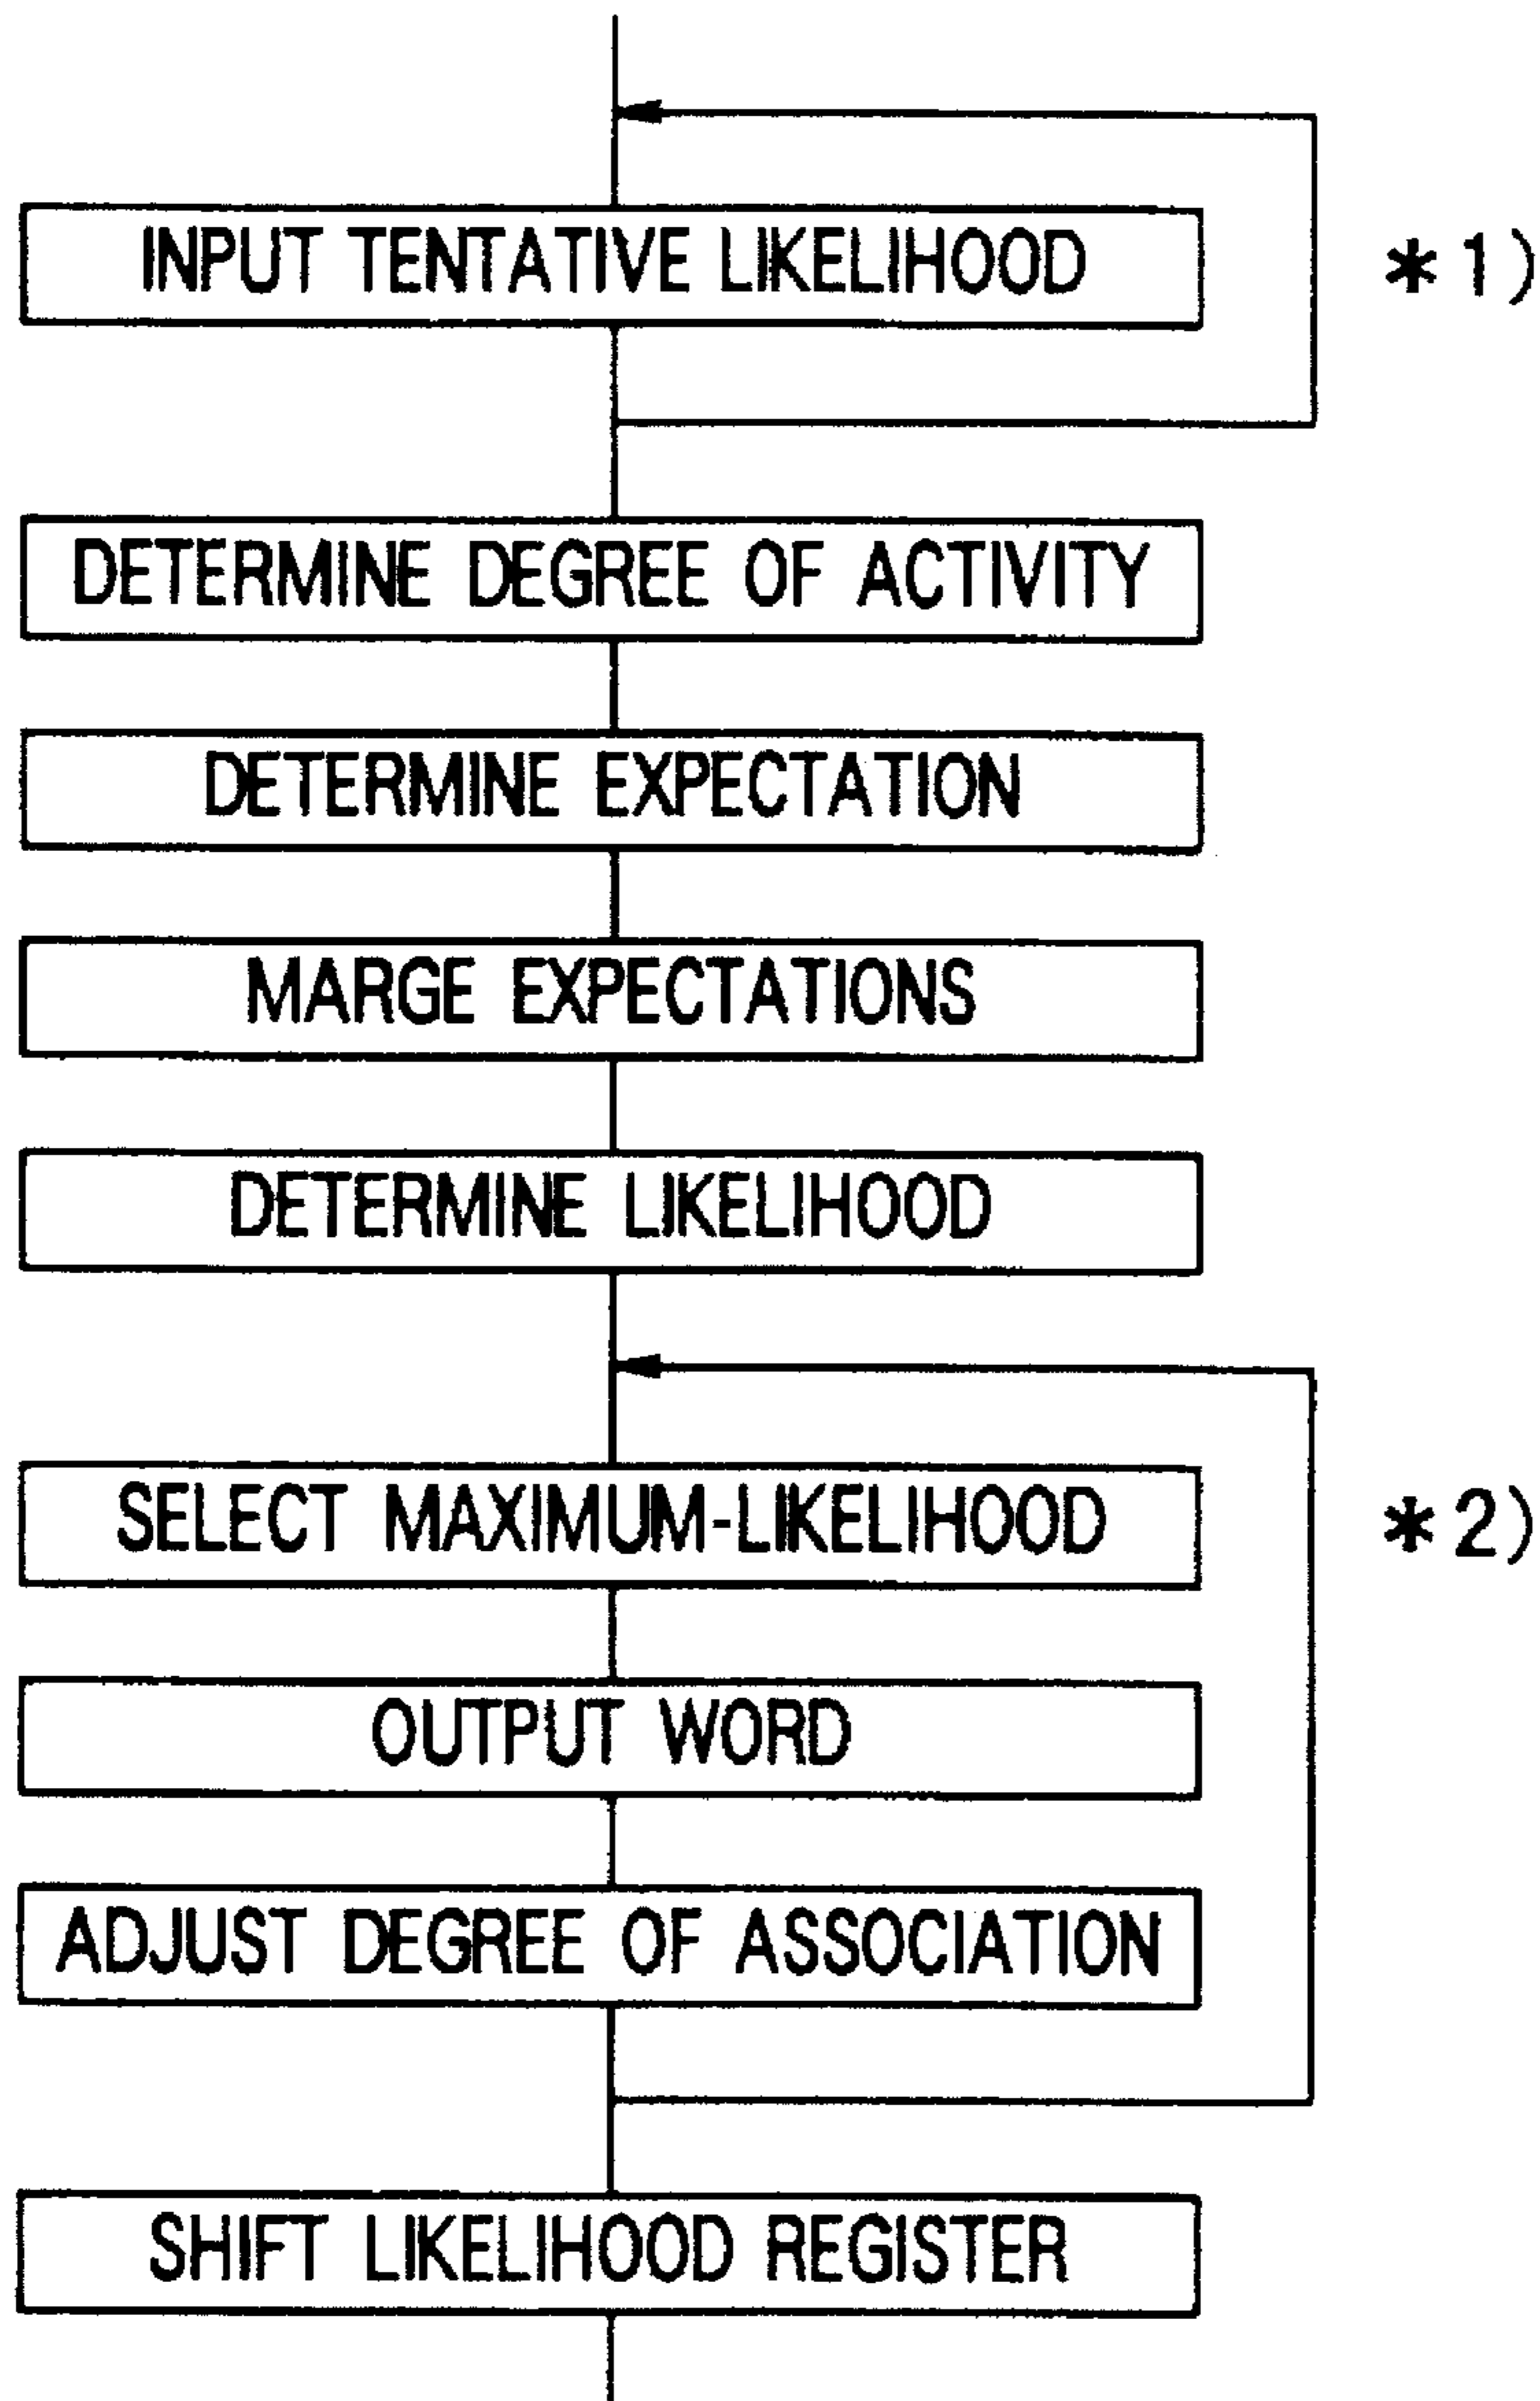 INPUT TENTATIVE LIKELIHOOD
*1)
DETERMINE DEGREE OF ACTIVITY
DETERMINE EXPECTATION
MARGE EXPECTATIONS
DETERMINE LIKELIHOOD
SELECT MAXIMUM-LIKELIHOOD
*2)
OUTPUT WORD
ADJUST DEGREE OF ASSOCIATION
SHIFT LIKELIHOOD REGISTER